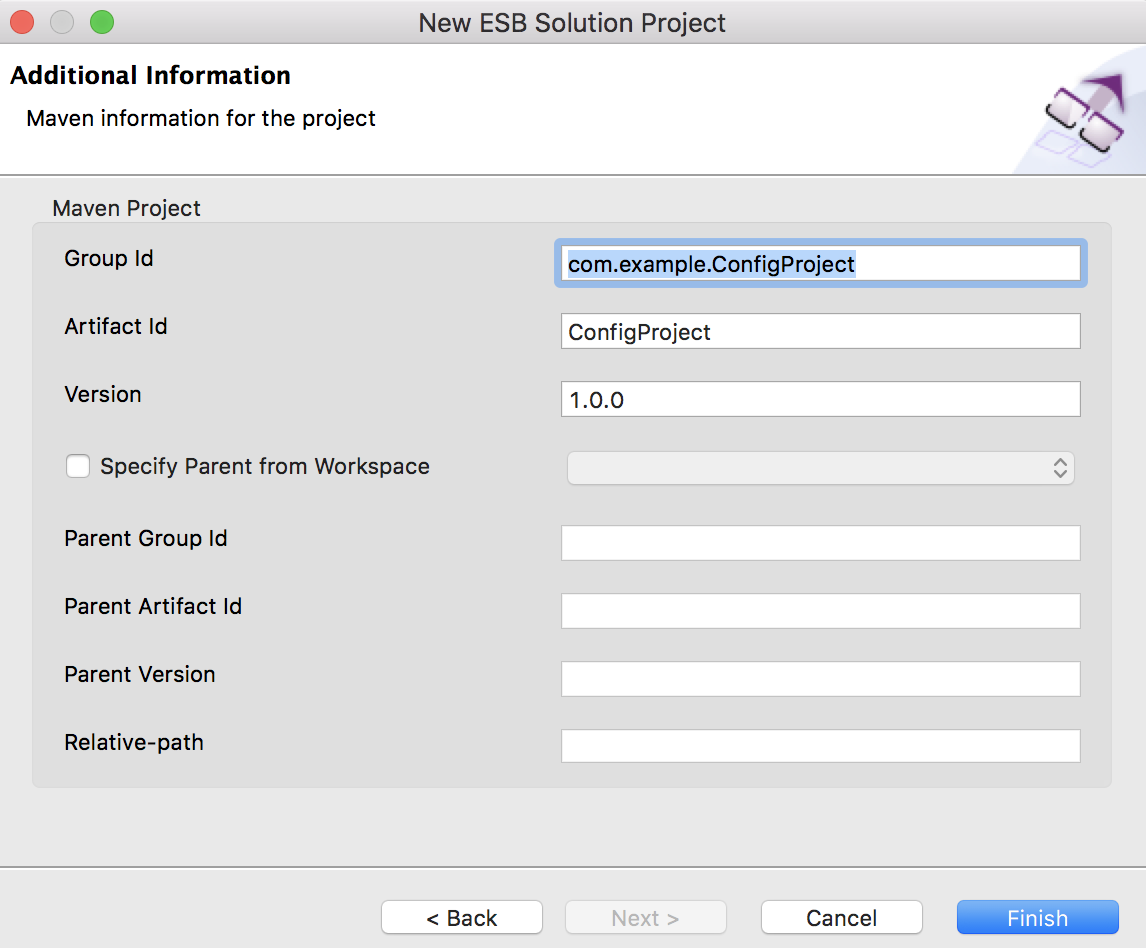 New ESB Solution Project
Additional Information
Maven information for the project
Maven Project
Group Id
com.example.ConfigProject
Artifact Id
ConfigProject
Version
1.0.0
Specify Parent from Workspace
Parent Group Id
Parent Artifact Id
Parent Version
Relative-path
< Back
Next >
Cancel
Finish